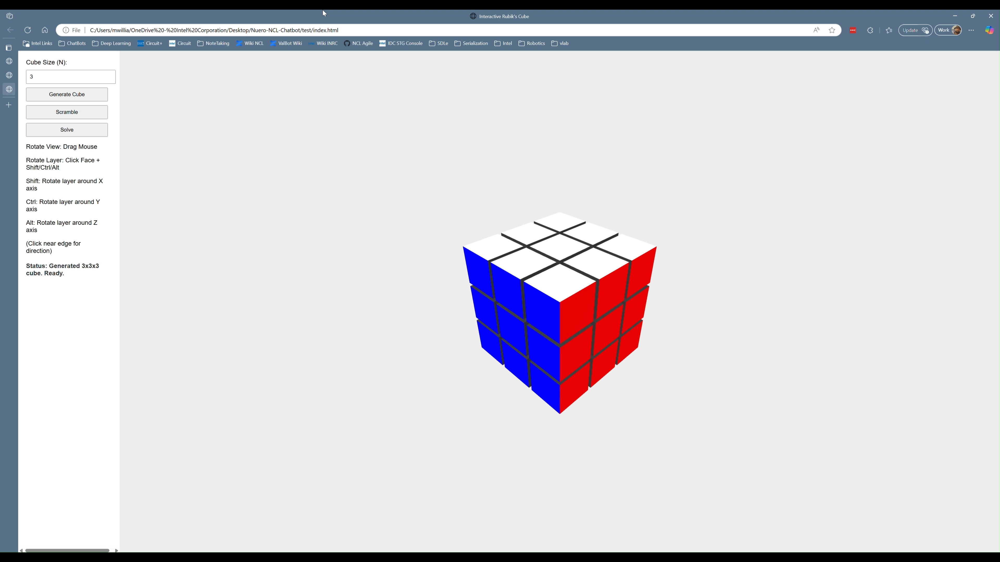 Interactive Rubik's Cube
File
C:/Users/mwillia/OneDrive%20-%20Intel%20Corporation/Desktop/Nuero-NCL-Chatbot/test/index.html
Update
Work
Intel Links ChatBots Deep Learning Circuit+ intel Circuit NoteTaking Wiki NCL ValBot Wiki intel Wiki INRC NCL Agile intel IDC STG Console SDLe Serialization Intel Robotics vlab
Cube Size (N):
3
Generate Cube
Scramble
Solve
Rotate View: Drag Mouse
Rotate Layer: Click Face +
Shift/Ctrl/Alt
Shift: Rotate layer around X
axis
Ctrl: Rotate layer around Y
axis
Alt: Rotate layer around Z
axis
(Click near edge for
direction)
Status: Generated 3x3x3
cube. Ready.